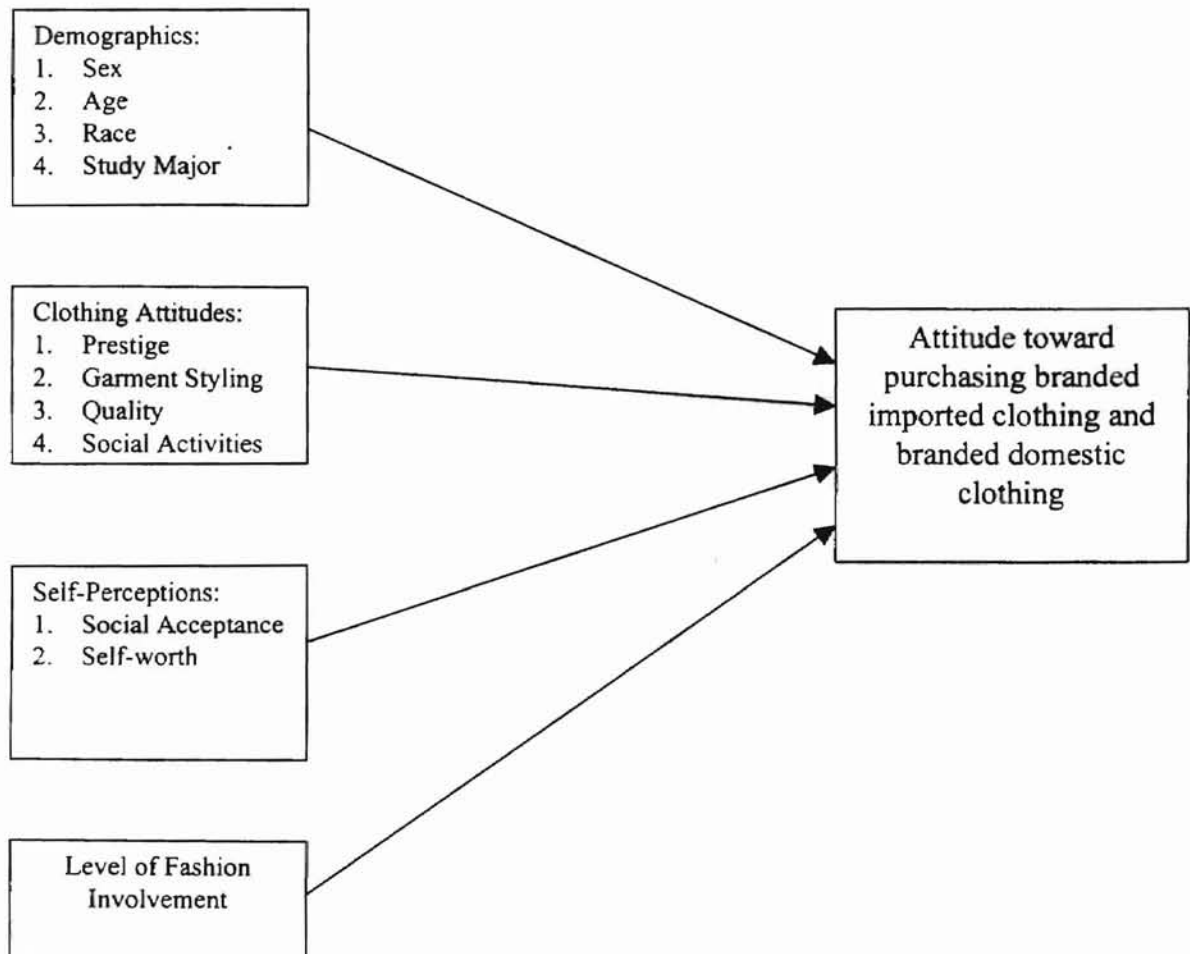 Demographics:
1. Sex
2. Age
3. Race
4. Study Major
Clothing Attitudes:
1. Prestige
2. Garment Styling
3. Quality
4. Social Activities
Self-Perceptions:
1. Social Acceptance
2. Self-worth
Level of Fashion
Involvement
Attitude toward
purchasing branded
imported clothing and
branded domestic
clothing